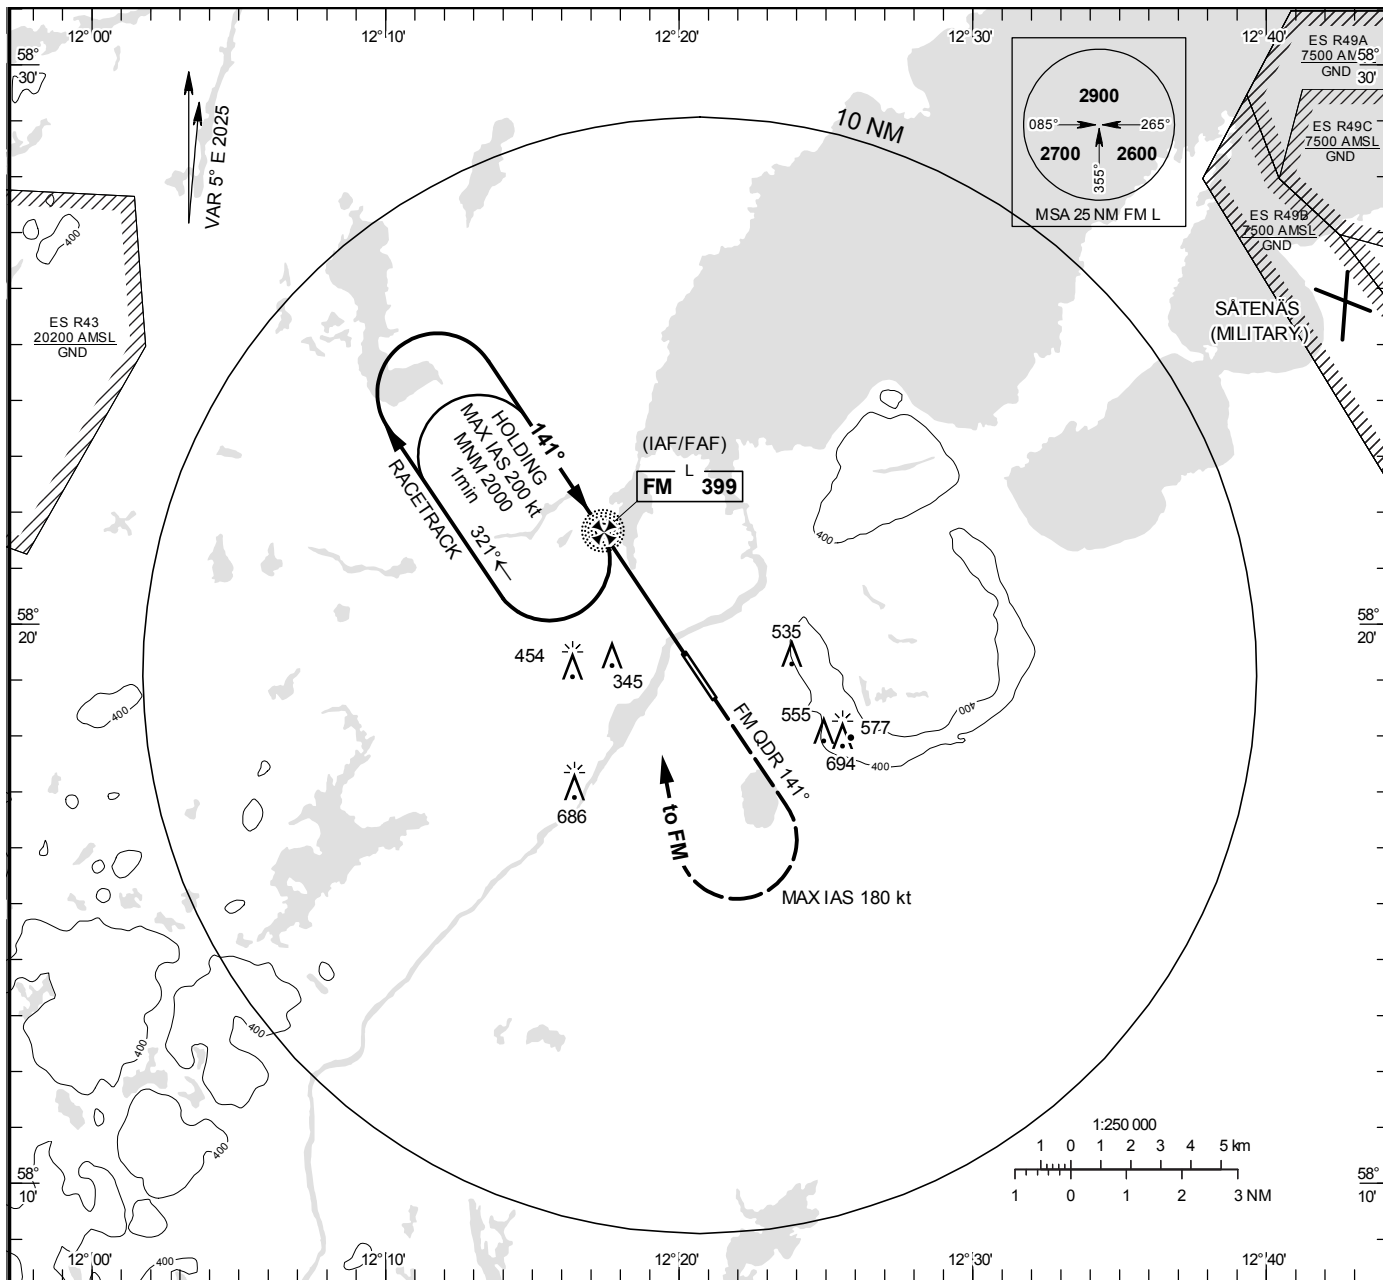 12° 00'
12° 10'
12° 20'
12° 30'
12° 40'
58°
30'
58°
30'
ES R49A
7500 AMSL
GND
ES R49C
7500 AMSL
GND
ES R49B
7500 AMSL
GND
VAR 5° E 2025
10 NM
2900
085°
265°
2700
2600
355°
MSA 25 NM FM L
SÅTENÄS
(MILITARY)
400
ES R43
20200 AMSL
GND
141°
HOLDING
MAX IAS 200 kt
MNM 2000
1min
321°
RACETRACK
(IAF/FAF)
L
FM 399
400
58°
20'
58°
20'
454
345
535
555
577
694
400
400
400
FM QDR 141°
686
to FM
MAX IAS 180 kt
400
400
400
1:250 000
1 0 1 2 3 4 5 km
1 0 1 2 3 NM
58°
10'
58°
10'
400
12° 00'
12° 10'
12° 20'
12° 30'
12° 40'